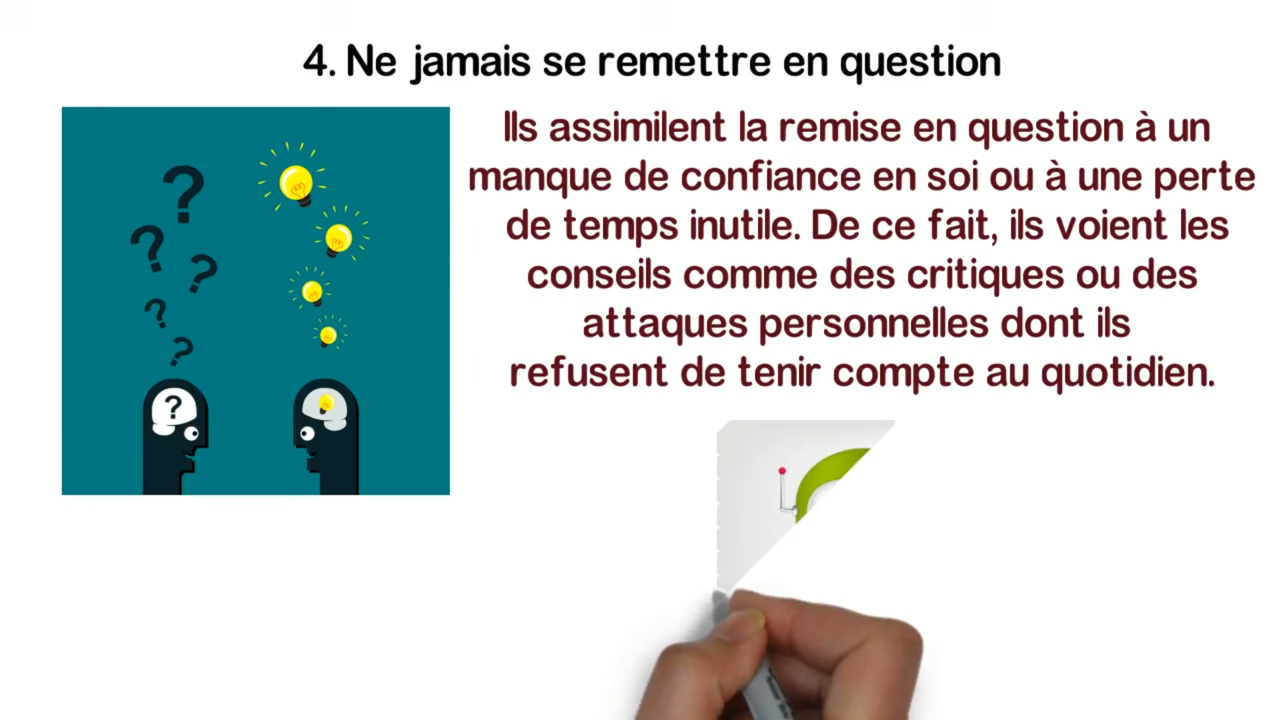 4. Ne jamais se remettre en question
Ils assimilent la remise en question à un
manque de confiance en soi ou à une perte
de temps inutile. De ce fait, ils voient les
conseils comme des critiques ou des
attaques personnelles dont ils
refusent de tenir compte au quotidien.
?
?
?
?
?
?